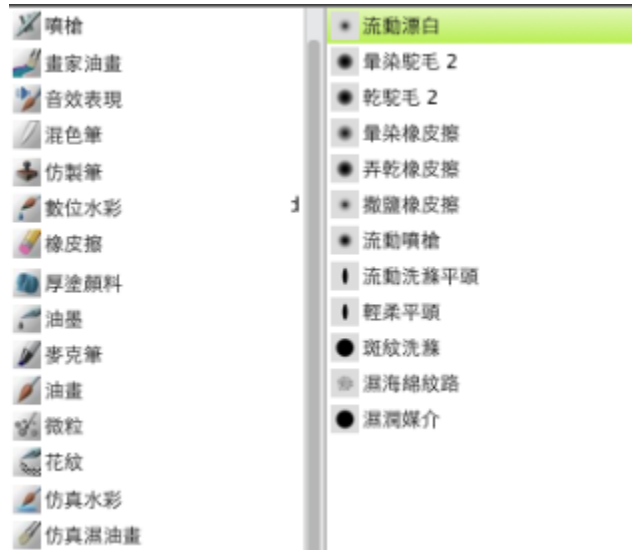 噴槍
畫家油畫
音效表現
混色筆
仿製筆
數位水彩
橡皮擦
厚塗顏料
油墨
麥克筆
油畫
微粒
花紋
仿真水彩
仿真濕油畫
流動漂白
暈染駝毛 2
乾駝毛 2
暈染橡皮擦
弄乾橡皮擦
撒鹽橡皮擦
流動噴槍
流動洗滌平頭
輕柔平頭
斑紋洗滌
濕海綿紋路
濕潤媒介